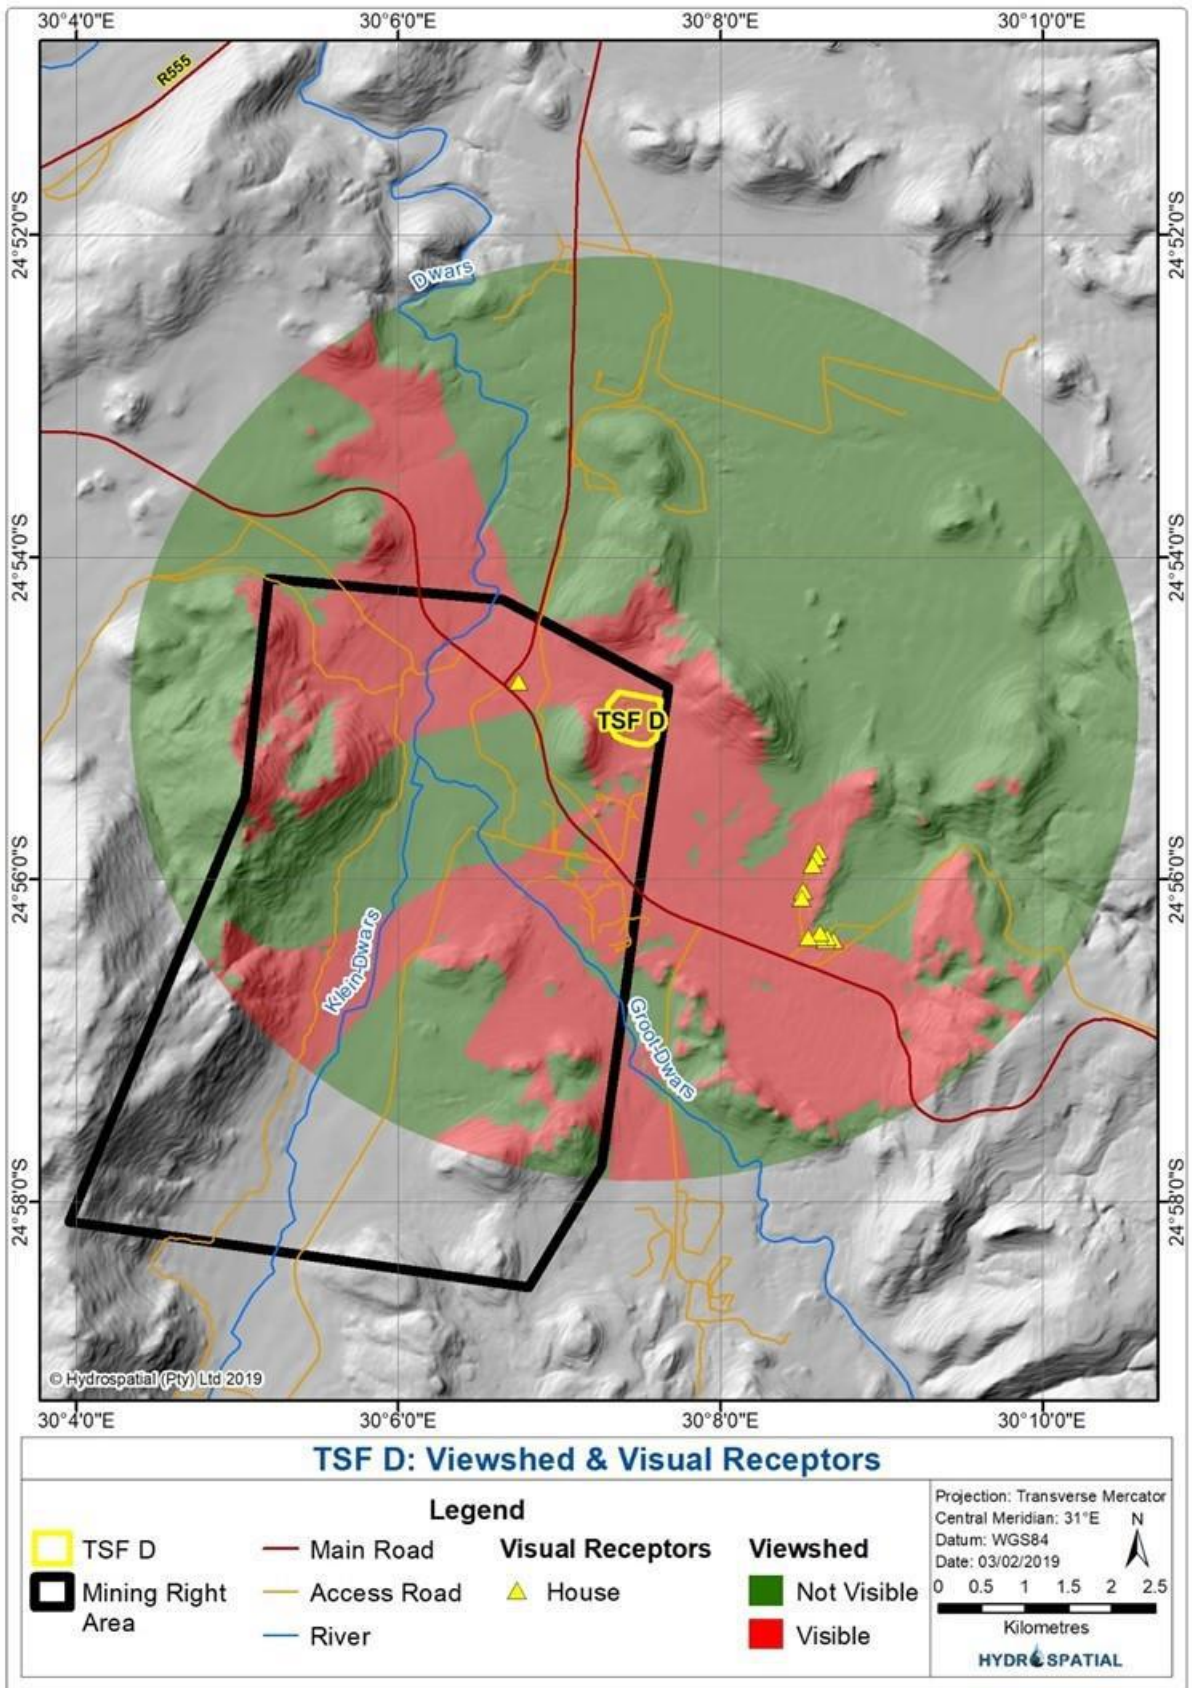 30°4'0"E 30°6'0"E 30°8'0"E 30°10'0"E
R555
24°52'0"S 24°52'0"S
Dwars
24°54'0"S 24°54'0"S
TSF D
24°56'0"S 24°56'0"S
Klein-Dwars
Groot-Dwars
24°58'0"S 24°58'0"S
© Hydrospatial (Pty) Ltd 2019
30°4'0"E 30°6'0"E 30°8'0"E 30°10'0"E
TSF D: Viewshed & Visual Receptors
Legend
TSF D
Mining Right
Area
Main Road
Access Road
River
Visual Receptors
House
Viewshed
Not Visible
Visible
Projection: Transverse Mercator
Central Meridian: 31°E N
Datum: WGS84
Date: 03/02/2019
0 0.5 1 1.5 2 2.5
Kilometres
HYDROSPATIAL